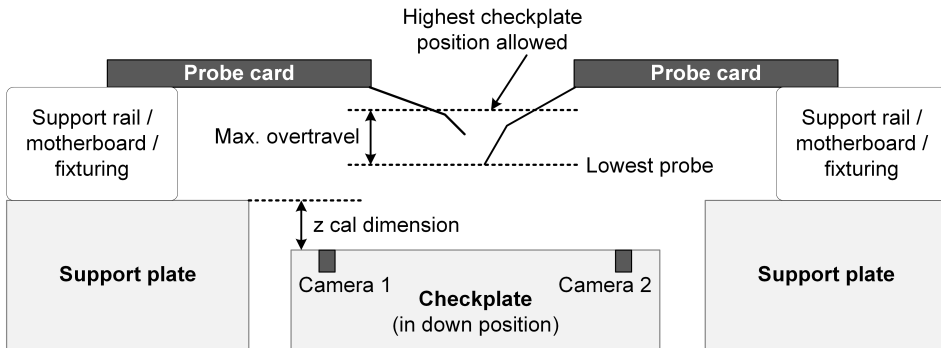 Highest checkplate
position allowed
Probe card
Probe card
Support rail /
motherboard /
fixturing
Max. overtravel
Support rail /
motherboard /
fixturing
Lowest probe
z cal dimension
Support plate
Camera 1
Camera 2
Checkplate
(in down position)
Support plate